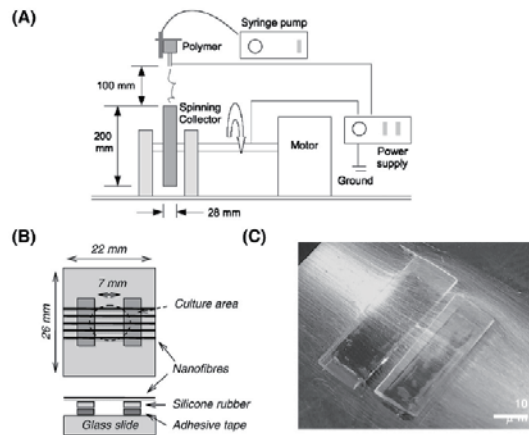 (A)
Syringe pump
Polymer
100 mm
Spinning
Collector
200
mm
Motor
Power
supply
Ground
28 mm
(B)
22 mm
7 mm
26 mm
Culture area
Nanofibres
Silicone rubber
Adhesive tape
Glass slide
(C)
10